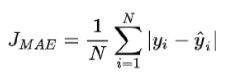 J_{MAE} = \frac{1}{N} \sum_{i=1}^{N} |y_i - \hat{y}_i|